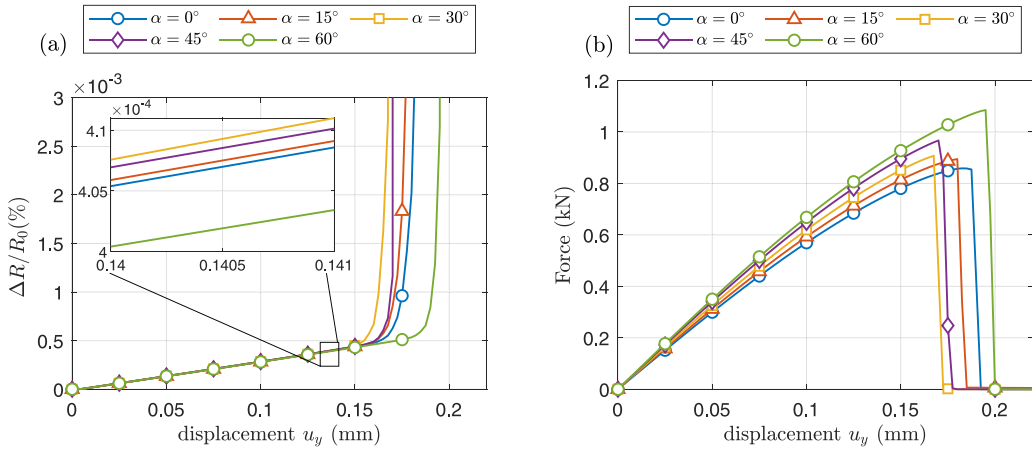 (a)
α = 0° α = 15° α = 30°
α = 45° α = 60°
×10⁻³
3
2.5
2
1.5
1
0.5
0
ΔR/R₀(%)
×10⁻⁴
4.1
4.05
4
0.14 0.1405 0.141
0 0.05 0.1 0.15 0.2
displacement u_y (mm)
(b)
α = 0° α = 15° α = 30°
α = 45° α = 60°
1.2
1
0.8
0.6
0.4
0.2
0
Force (kN)
0 0.05 0.1 0.15 0.2
displacement u_y (mm)